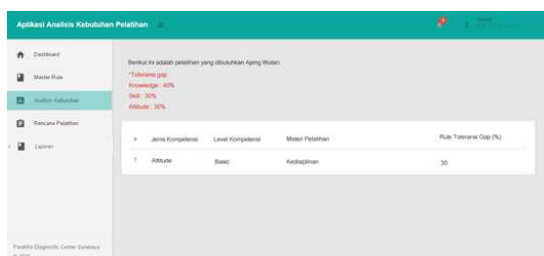 Aplikasi Analisis Kebutuhan Pelatihan
Dashboard
Master Rule
Analisis Kebutuhan
Rencana Pelatihan
Laporan
Berikut ini adalah pelatihan yang dibutuhkan Ajeng Wulan:
*Toleransi gap
Knowledge : 40%
Skill : 30%
Attitude : 30%
# Jenis Kompetensi Level Kompetensi Materi Pelatihan Rule Toleransi Gap (%)
1 Attitude Basic Kedisiplinan 30
Parahita Diagnostic Center Surabaya